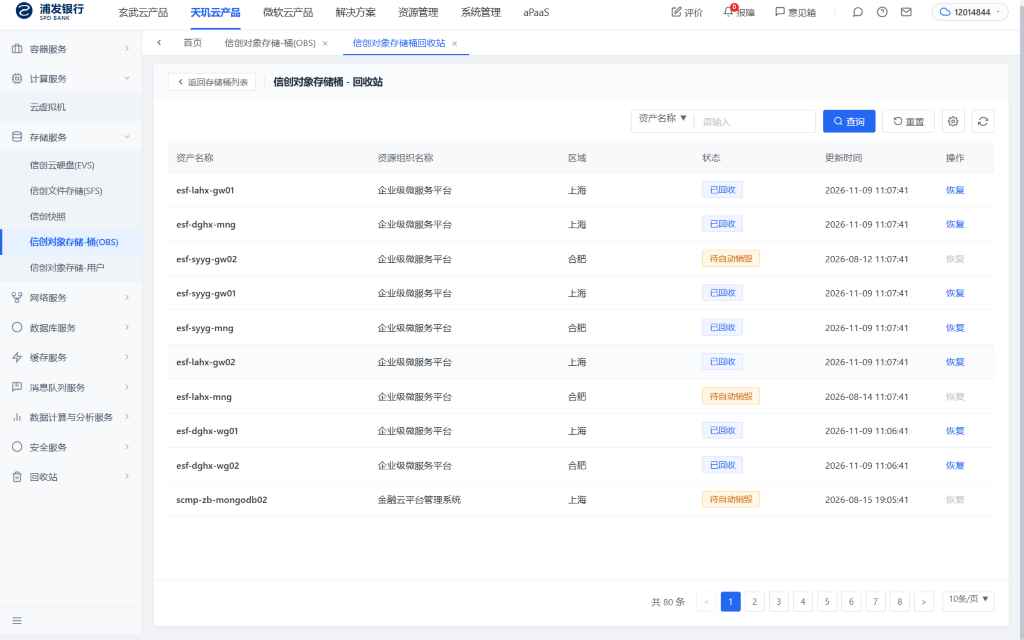 浦发银行
SPD BANK
玄武云产品 天玑云产品 微软云产品 解决方案 资源管理 系统管理 aPaaS
评价 8 报障 意见箱 12014844
首页 信创对象存储-桶(OBS) × 信创对象存储桶回收站 ×
容器服务
计算服务
云虚拟机
存储服务
信创云硬盘(EVS)
信创文件存储(SFS)
信创快照
信创对象存储-桶(OBS)
信创对象存储-用户
网络服务
数据库服务
缓存服务
消息队列服务
数据计算与分析服务
安全服务
回收站
返回存储桶列表 信创对象存储桶 - 回收站
资产名称 ▼ 请输入 查询 重置
资产名称 资源组织名称 区域 状态 更新时间 操作
esf-lahx-gw01 企业级微服务平台 上海 已回收 2026-11-09 11:07:41 恢复
esf-dghx-mng 企业级微服务平台 上海 已回收 2026-11-09 11:07:41 恢复
esf-syyg-gw02 企业级微服务平台 合肥 待自动销毁 2026-08-12 11:07:41 恢复
esf-syyg-gw01 企业级微服务平台 上海 已回收 2026-11-09 11:07:41 恢复
esf-syyg-mng 企业级微服务平台 合肥 已回收 2026-11-09 11:07:41 恢复
esf-lahx-gw02 企业级微服务平台 上海 已回收 2026-11-09 11:07:41 恢复
esf-lahx-mng 企业级微服务平台 合肥 待自动销毁 2026-08-14 11:07:41 恢复
esf-dghx-wg01 企业级微服务平台 上海 已回收 2026-11-09 11:06:41 恢复
esf-dghx-wg02 企业级微服务平台 合肥 已回收 2026-11-09 11:06:41 恢复
scmp-zb-mongodb02 金融云平台管理系统 上海 待自动销毁 2026-08-15 19:05:41 恢复
共 80 条 < 1 2 3 4 5 6 7 8 > 10条/页 ▼